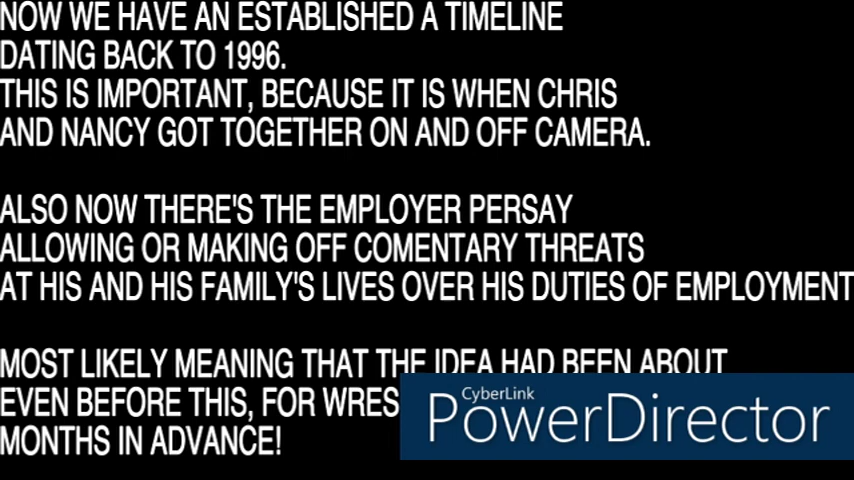 NOW WE HAVE AN ESTABLISHED A TIMELINE
DATING BACK TO 1996.
THIS IS IMPORTANT, BECAUSE IT IS WHEN CHRIS
AND NANCY GOT TOGETHER ON AND OFF CAMERA.
ALSO NOW THERE'S THE EMPLOYER PERSAY
ALLOWING OR MAKING OFF COMENTARY THREATS
AT HIS AND HIS FAMILY'S LIVES OVER HIS DUTIES OF EMPLOYMENT
MOST LIKELY MEANING THAT THE IDEA HAD BEEN ABOUT
EVEN BEFORE THIS, FOR
MONTHS IN ADVANCE!
CyberLink
PowerDirector